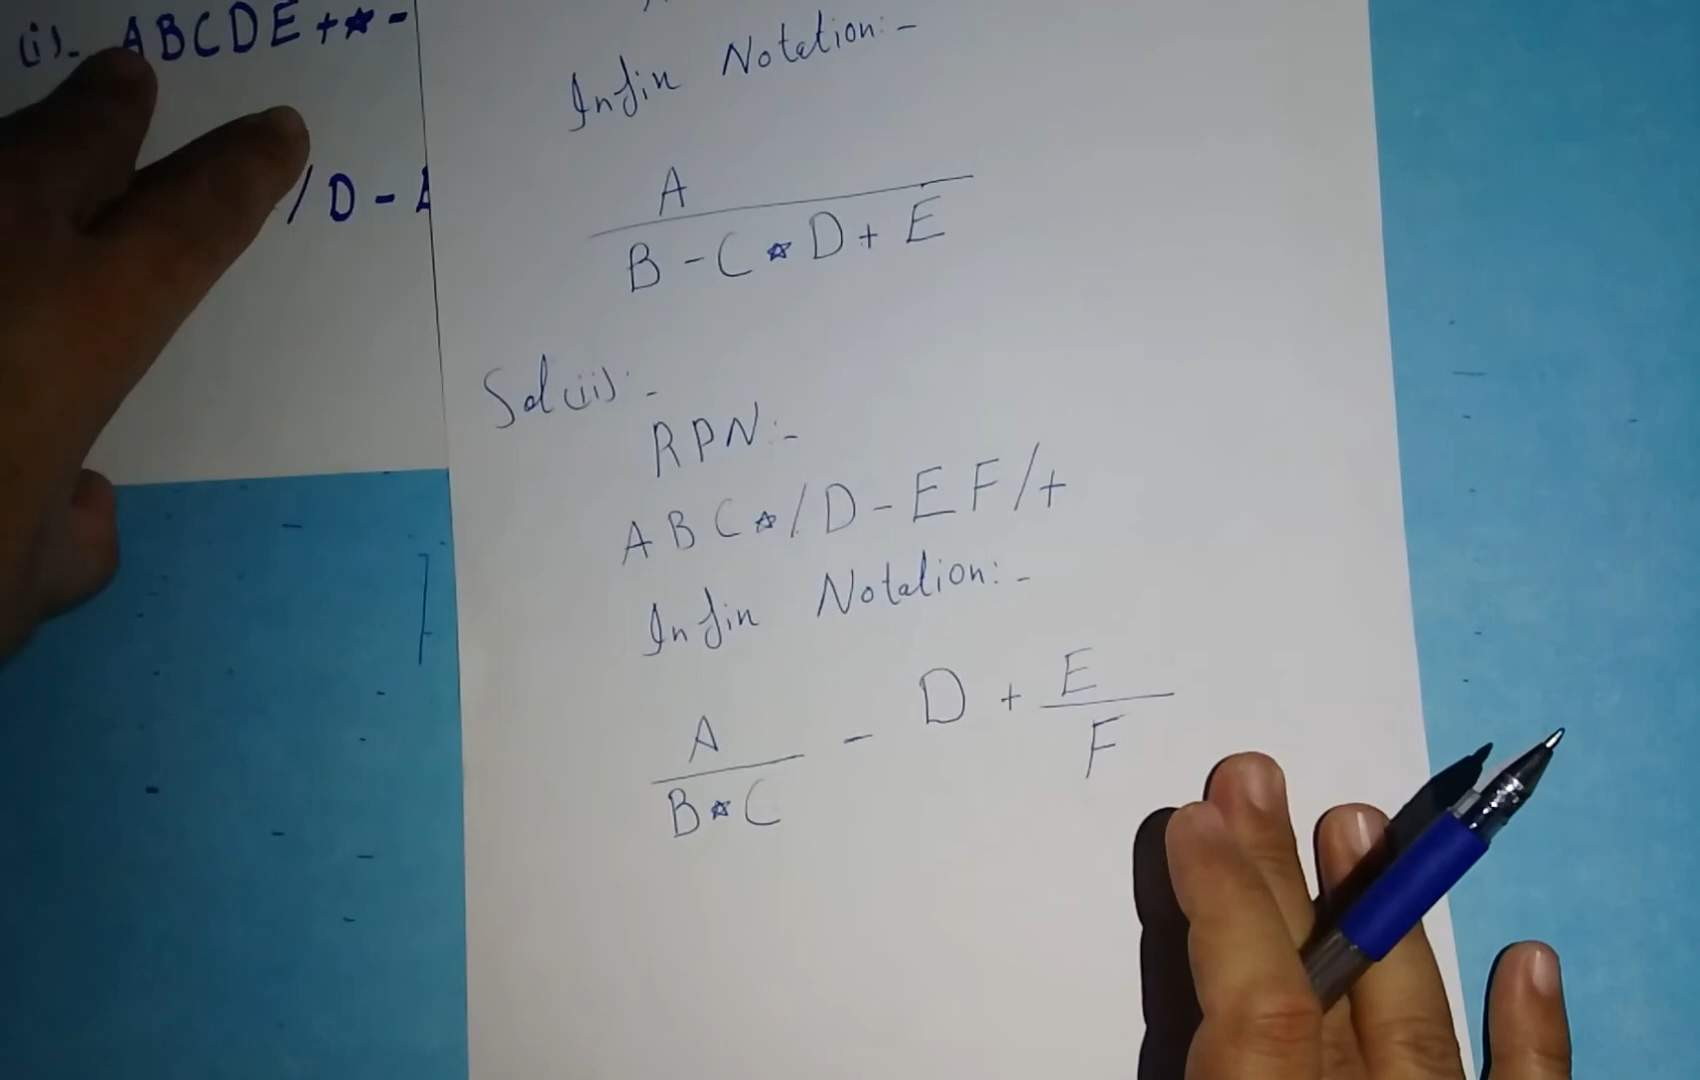 (i)- ABCDE+*-
/D-
Infix Notation:-
A
B-C*D+E
Sol(ii):-
RPN:-
ABC*/D-EF/+
Infix Notation:-
A - D + E
B*C F